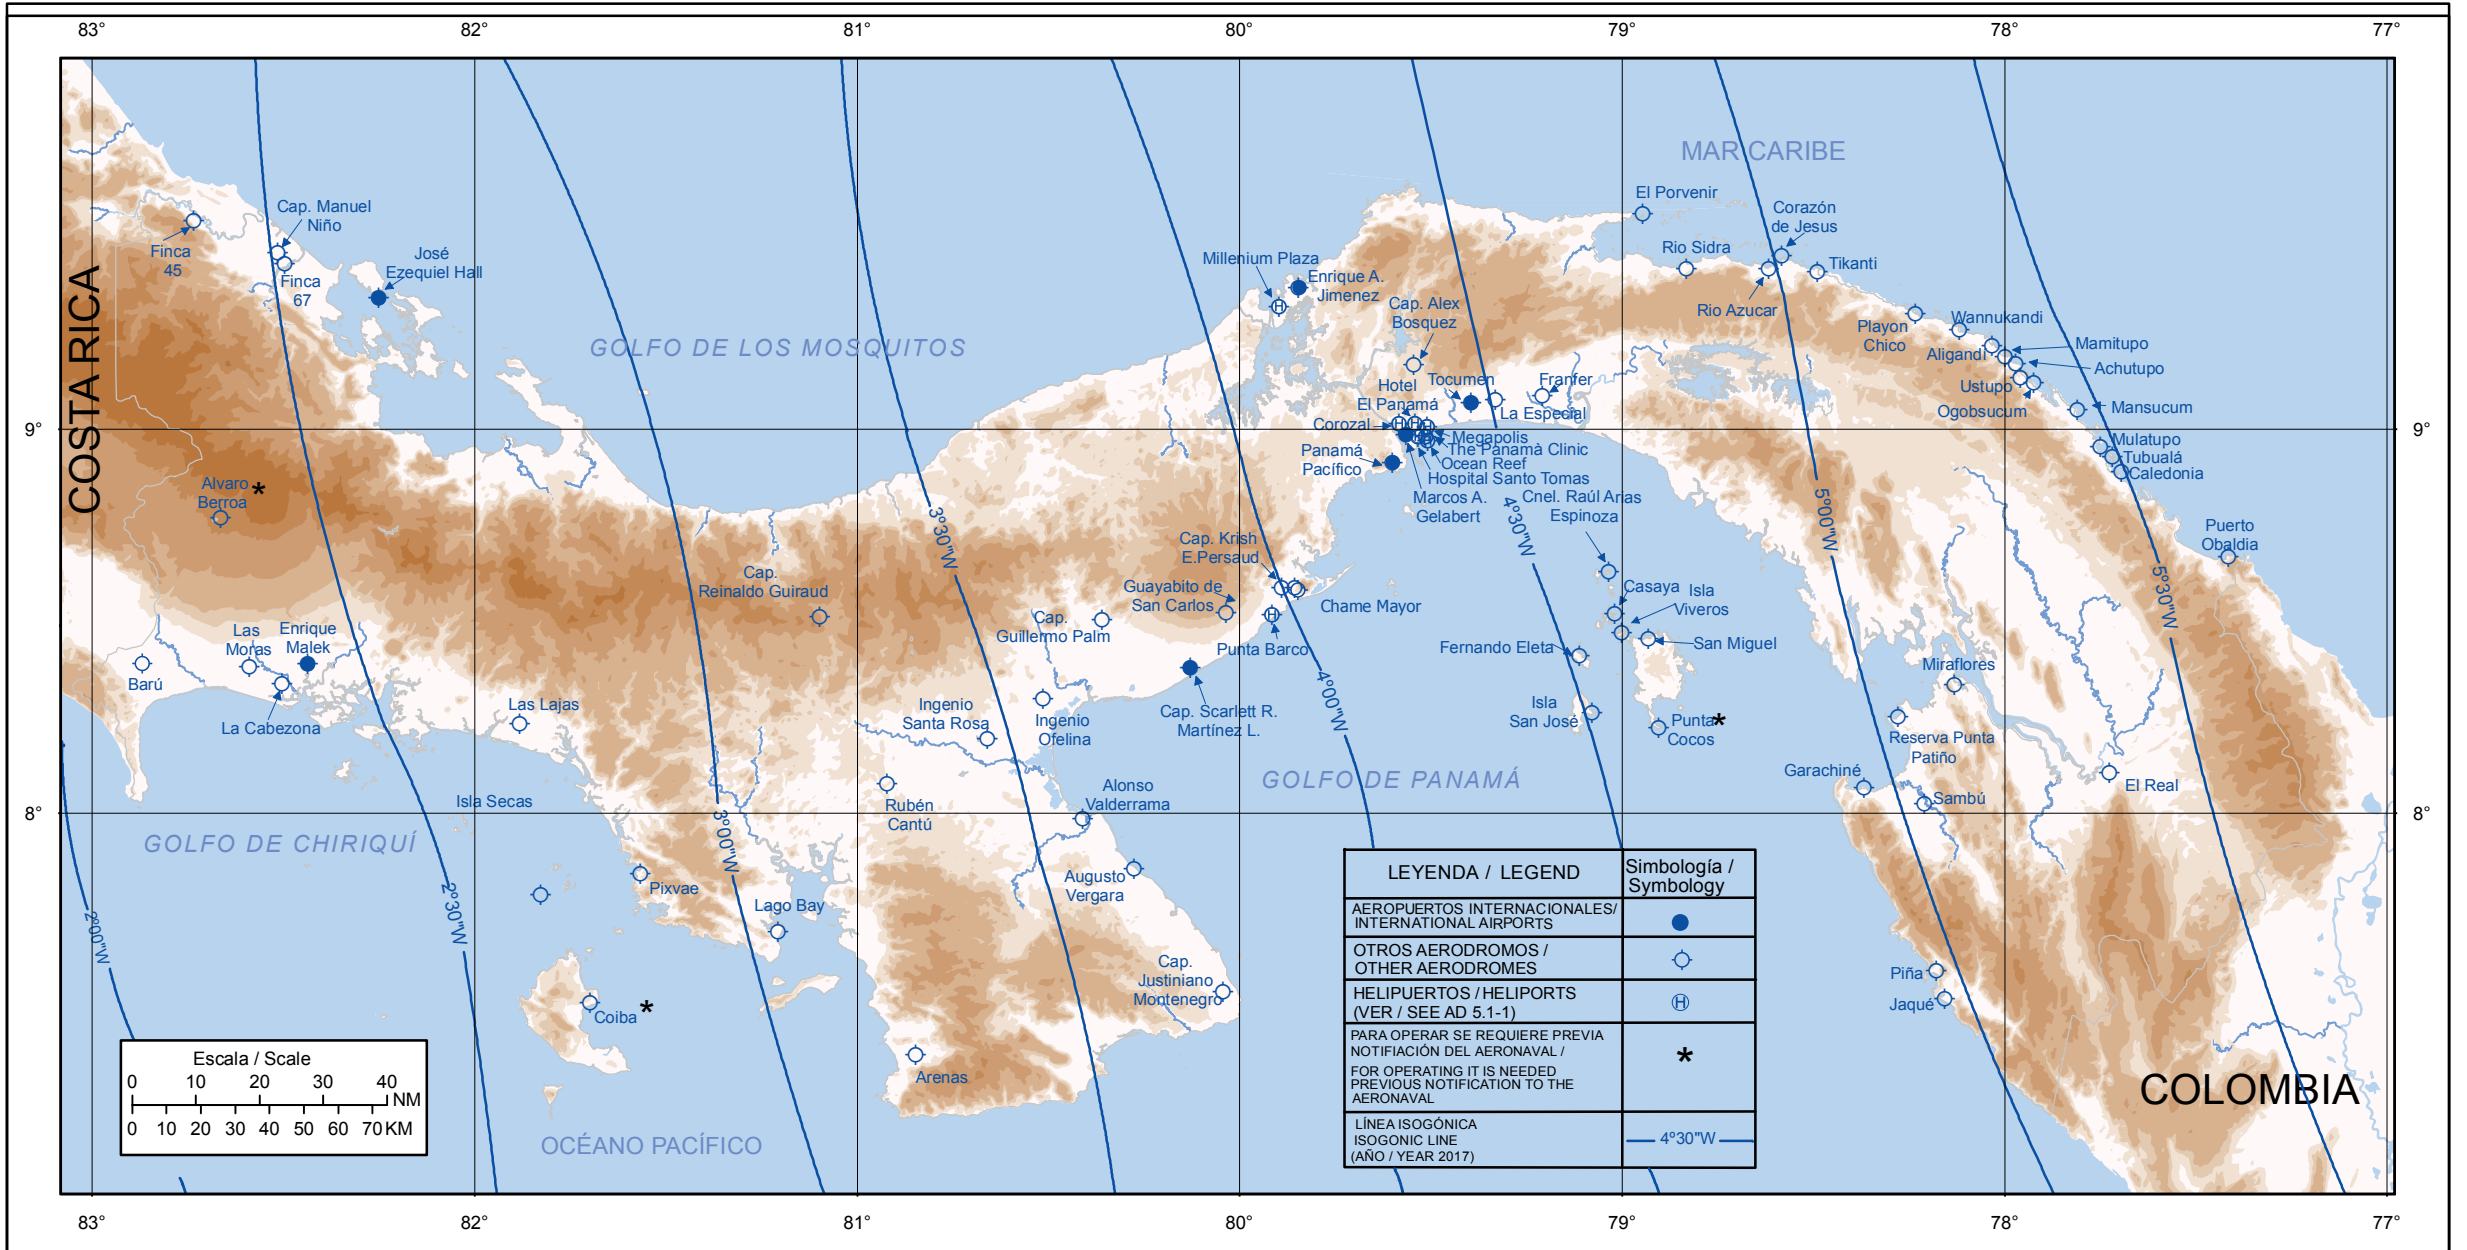 83°
82°
81°
80°
79°
78°
77°
MAR CARIBE
El Porvenir
Cap. Manuel
Niño
Corazón
de Jesus
Finca
45
José
Ezequiel Hall
Finca
67
Millenium Plaza
Enrique A.
Jimenez
Rio Sidra
Tikanti
Rio Azucar
Cap. Alex
Bosquez
Playon
Chico
Wannukandi
Mamitupo
Aligandí
Achutupo
Ustupo
Ogobsucum
Mansucum
COSTA RICA
GOLFO DE LOS MOSQUITOS
Hotel
El Panamá
Tocumen
Franfer
La Especial
Corozal
Megapolis
The Panamà Clinic
Ocean Reef
Hospital Santo Tomas
Panamá
Pacífico
Marcos A.
Gelabert
9°
9°
Mulatupo
Tubualá
Caledonia
Alvaro
Berroa
*
Cnel. Raúl Arias
Espinoza
Puerto
Obaldia
3°30"W
4°30"W
5°00"W
5°30"W
Cap. Krish
E.Persaud
Cap.
Reinaldo Guiraud
Guayabito de
San Carlos
Chame Mayor
Casaya
Isla
Viveros
Cap.
Guillermo Palm
Punta Barco
San Miguel
Fernando Eleta
Las
Moras
Enrique
Malek
Barú
La Cabezona
Las Lajas
Ingenio
Santa Rosa
Ingenio
Ofelina
Cap. Scarlett R.
Martínez L.
4°00"W
Isla
San José
Punta
Cocos
*
Miraflores
Reserva Punta
Patiño
Garachiné
Sambú
El Real
GOLFO DE PANAMÁ
Isla Secas
Rubén
Cantú
Alonso
Valderrama
8°
8°
GOLFO DE CHIRIQUÍ
3°00"W
2°30"W
2°00"W
Pixvae
Lago Bay
Augusto
Vergara
Cap.
Justiniano
Montenegro
Coiba
*
Arenas
Piña
Jaqué
COLOMBIA
OCÉANO PACÍFICO
Escala / Scale
0 10 20 30 40
NM
0 10 20 30 40 50 60 70 KM
LEYENDA / LEGEND
Simbología /
Symbology
AEROPUERTOS INTERNACIONALES/
INTERNATIONAL AIRPORTS
OTROS AERODROMOS /
OTHER AERODROMES
HELIPUERTOS / HELIPORTS
(VER / SEE AD 5.1-1)
H
PARA OPERAR SE REQUIERE PREVIA
NOTIFIACIÓN DEL AERONAVAL /
FOR OPERATING IT IS NEEDED
PREVIOUS NOTIFICATION TO THE
AERONAVAL
*
LÍNEA ISOGÓNICA
ISOGONIC LINE
(AÑO / YEAR 2017)
4°30"W
83°
82°
81°
80°
79°
78°
77°